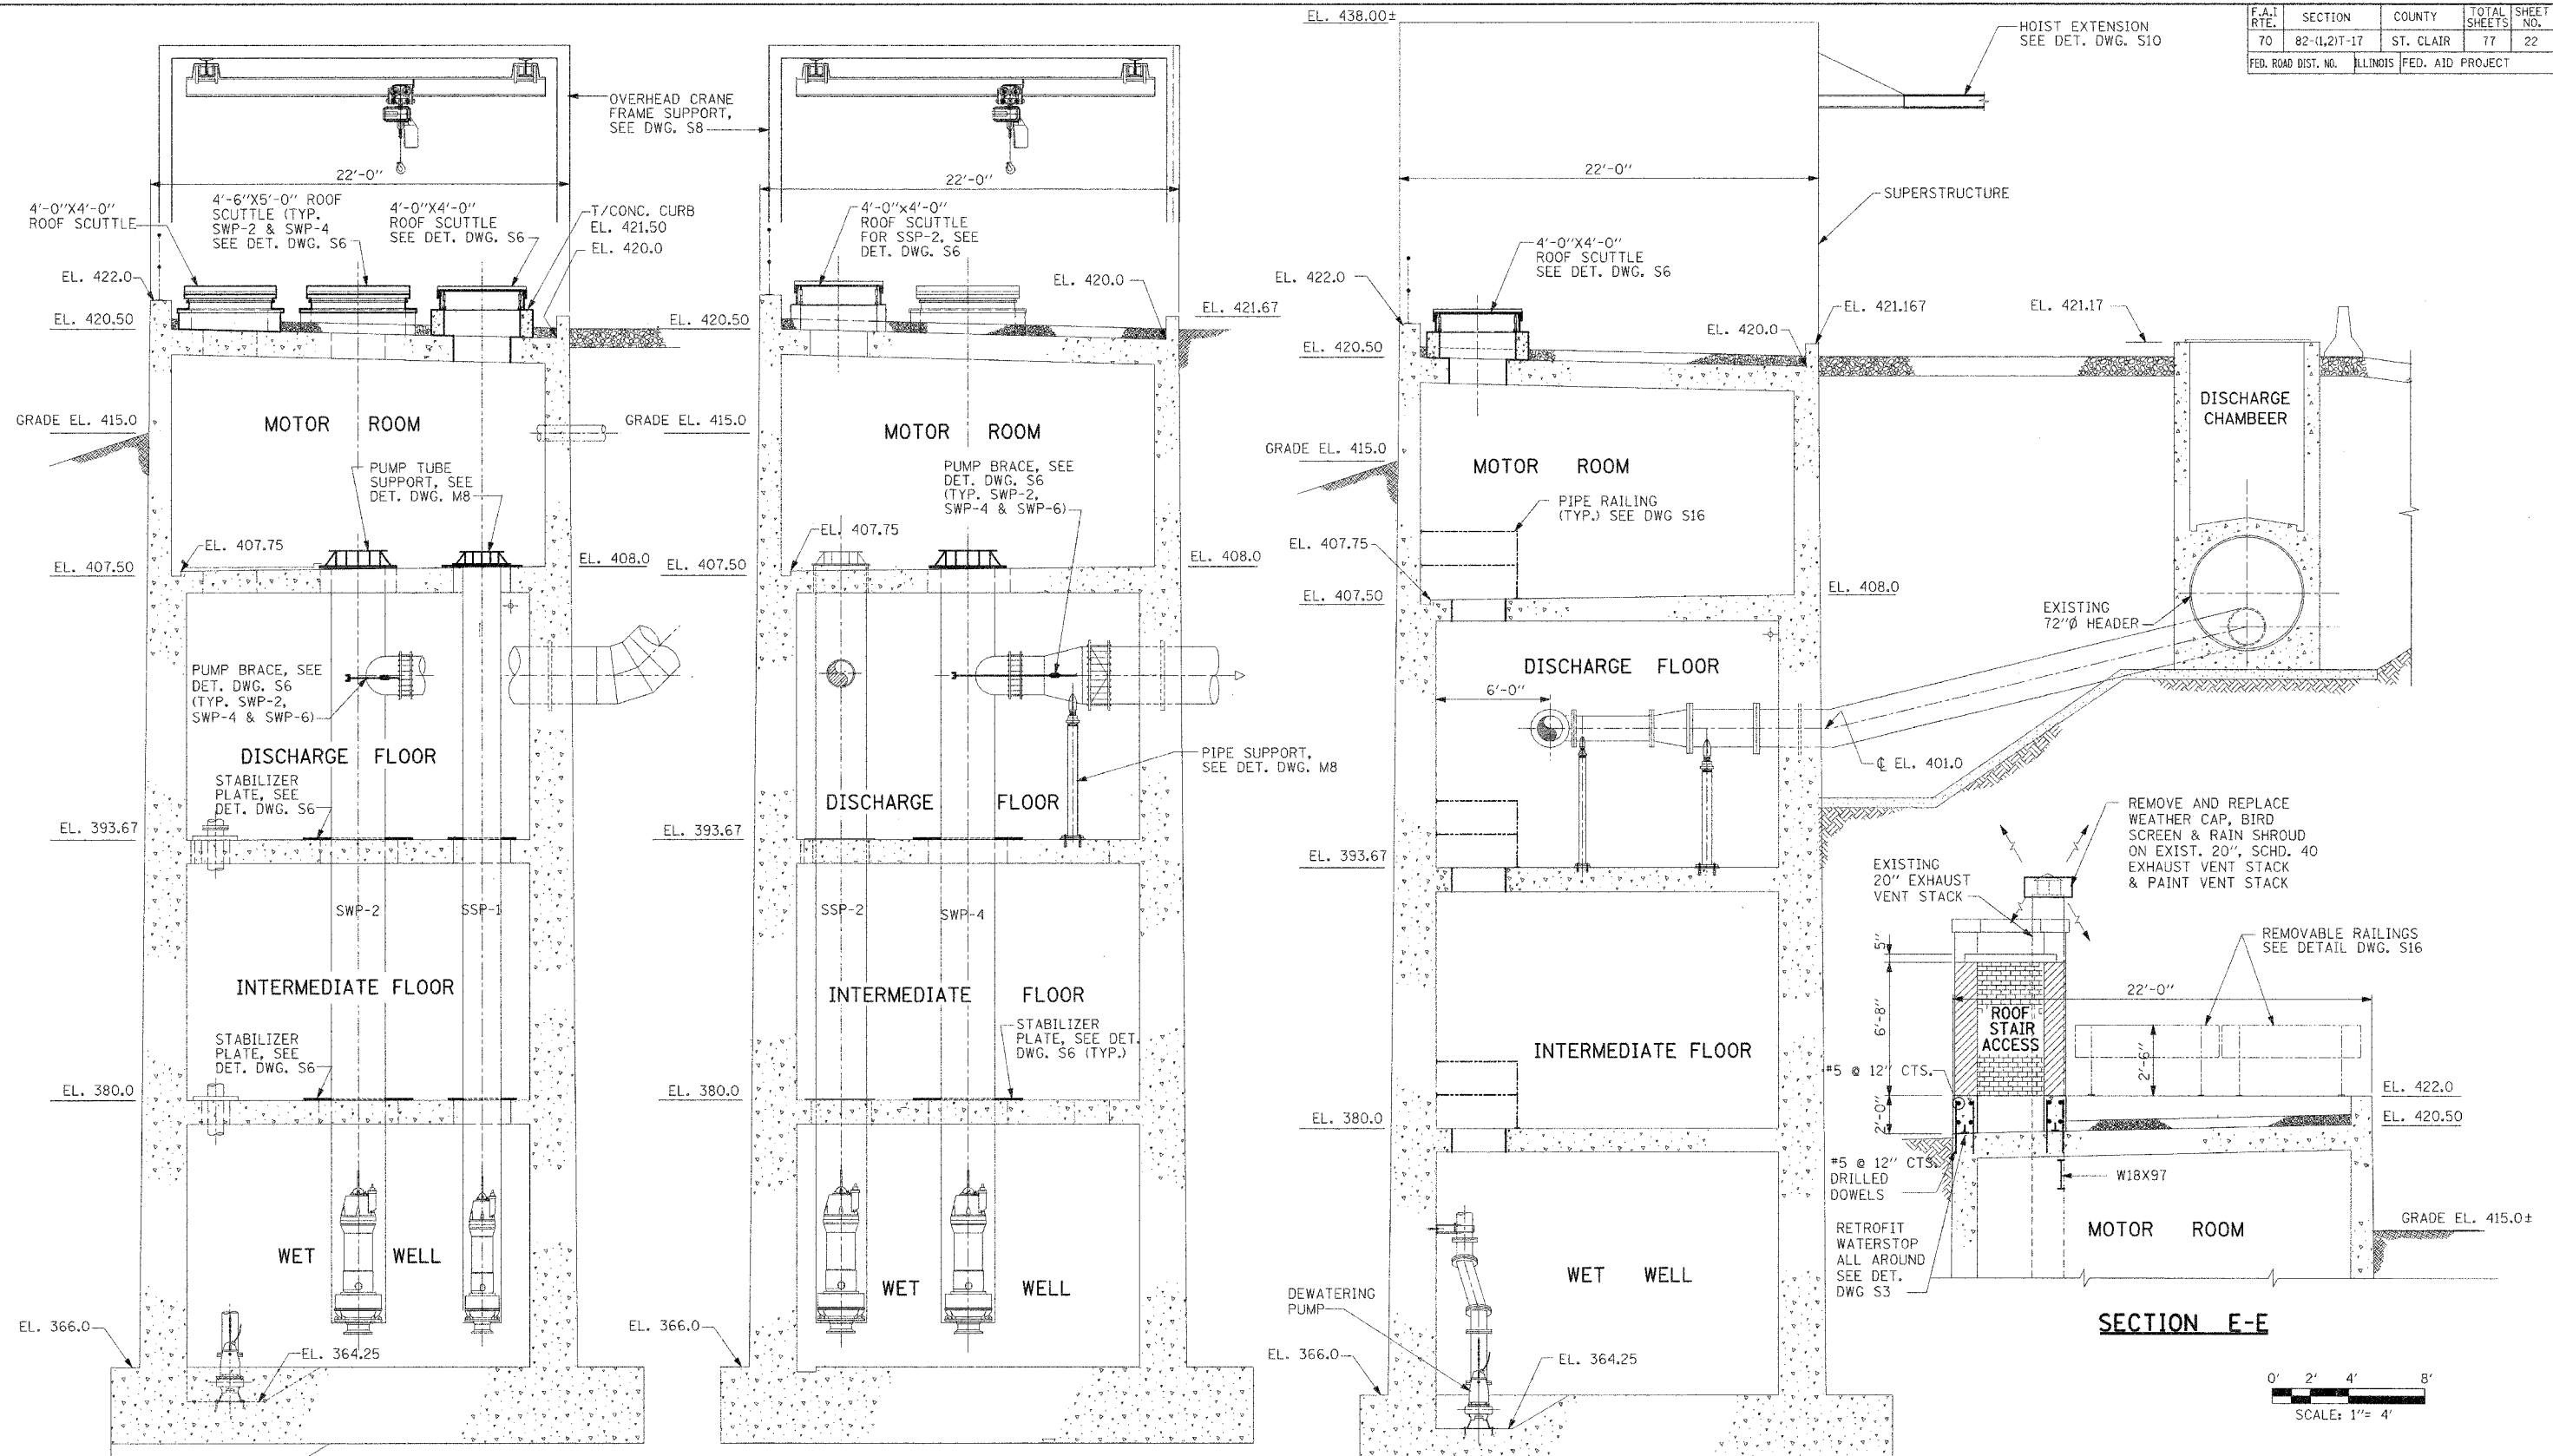 F.A.I RTE.
SECTION
COUNTY
TOTAL SHEETS
SHEET NO.
70
82-(1,2)T-17
ST. CLAIR
77
22
FED. ROAD DIST. NO.
ILLINOIS
FED. AID PROJECT
OVERHEAD CRANE
FRAME SUPPORT,
SEE DWG. S8
22'-0"
4'-0"X4'-0"
ROOF SCUTTLE
4'-6"X5'-0" ROOF
SCUTTLE (TYP.
SWP-2 & SWP-4
SEE DET. DWG. S6
4'-0"X4'-0"
ROOF SCUTTLE
SEE DET. DWG. S6
T/CONC. CURB
EL. 421.50
EL. 420.0
EL. 422.0
EL. 420.50
MOTOR ROOM
GRADE EL. 415.0
PUMP TUBE
SUPPORT, SEE
DET. DWG. M8
EL. 407.75
EL. 407.50
EL. 408.0
PUMP BRACE, SEE
DET. DWG. S6
(TYP. SWP-2,
SWP-4 & SWP-6)
DISCHARGE FLOOR
STABILIZER
PLATE, SEE
DET. DWG. S6
EL. 393.67
SWP-2
SSP-1
INTERMEDIATE FLOOR
STABILIZER
PLATE, SEE
DET. DWG. S6
EL. 380.0
WET WELL
EL. 366.0
EL. 364.25
22'-0"
4'-0"x4'-0"
ROOF SCUTTLE
FOR SSP-2, SEE
DET. DWG. S6
EL. 420.0
EL. 421.67
EL. 420.50
GRADE EL. 415.0
MOTOR ROOM
PUMP BRACE, SEE
DET. DWG. S6
(TYP. SWP-2,
SWP-4 & SWP-6)
EL. 407.75
EL. 407.50
EL. 408.0
PIPE SUPPORT,
SEE DET. DWG. M8
DISCHARGE FLOOR
EL. 393.67
SSP-2
SWP-4
INTERMEDIATE FLOOR
STABILIZER
PLATE, SEE DET.
DWG. S6 (TYP.)
EL. 380.0
WET WELL
EL. 366.0
EL. 438.00±
HOIST EXTENSION
SEE DET. DWG. S10
22'-0"
SUPERSTRUCTURE
4'-0"X4'-0"
ROOF SCUTTLE
SEE DET. DWG. S6
EL. 422.0
EL. 420.50
EL. 420.0
EL. 421.167
EL. 421.17
DISCHARGE
CHAMBEER
GRADE EL. 415.0
MOTOR ROOM
PIPE RAILING
(TYP.) SEE DWG S16
EL. 407.75
EL. 407.50
EL. 408.0
EXISTING
72"Ø HEADER
DISCHARGE FLOOR
6'-0"
℄ EL. 401.0
EL. 393.67
INTERMEDIATE FLOOR
EL. 380.0
WET WELL
DEWATERING
PUMP
EL. 366.0
EL. 364.25
REMOVE AND REPLACE
WEATHER CAP, BIRD
SCREEN & RAIN SHROUD
ON EXIST. 20", SCHD. 40
EXHAUST VENT STACK
& PAINT VENT STACK
EXISTING
20" EXHAUST
VENT STACK
REMOVABLE RAILINGS
SEE DETAIL DWG. S16
5"
22'-0"
6'-8"
ROOF
STAIR
ACCESS
2'-6"
#5 @ 12" CTS.
EL. 422.0
2'-0"
EL. 420.50
#5 @ 12" CTS.
DRILLED
DOWELS
W18X97
RETROFIT
WATERSTOP
ALL AROUND
SEE DET.
DWG S3
MOTOR ROOM
GRADE EL. 415.0±
SECTION E-E
0' 2' 4' 8'
SCALE: 1"= 4'